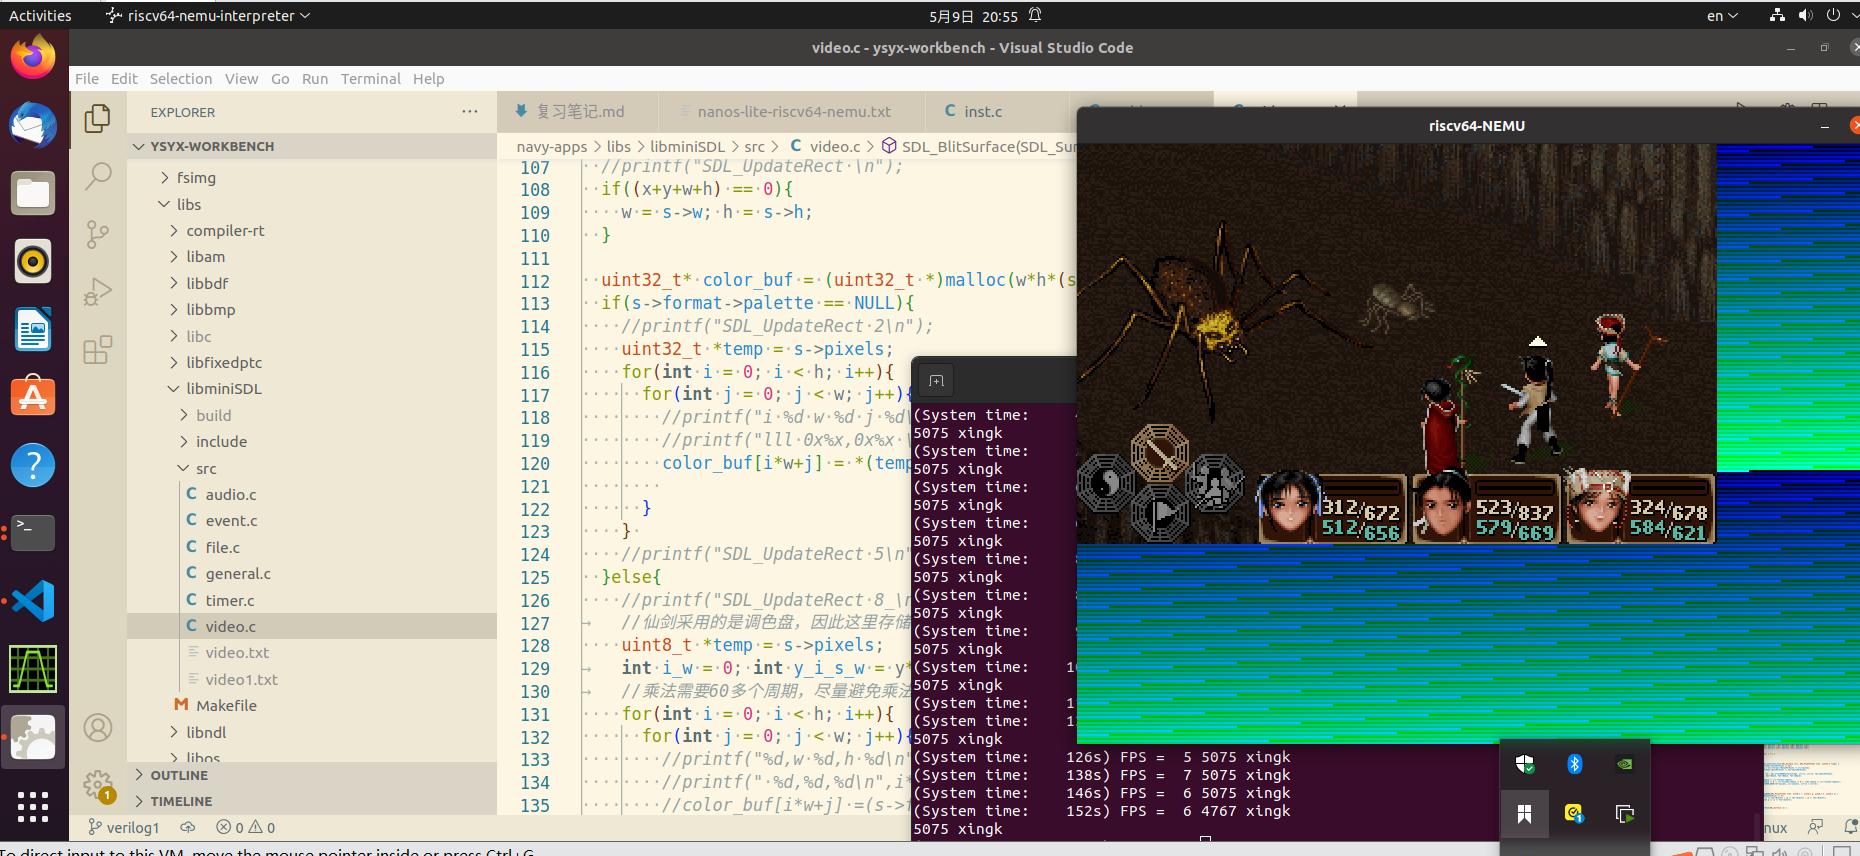 Activities
riscv64-nemu-interpreter
5月9日 20:55
en
video.c - ysyx-workbench - Visual Studio Code
File Edit Selection View Go Run Terminal Help
EXPLORER
复习笔记.md
nanos-lite-riscv64-nemu.txt
C inst.c
riscv64-NEMU
YSYX-WORKBENCH
navy-apps > libs > libminiSDL > src > C video.c > SDL_BlitSurface(SDL_Su
fsimg
libs
compiler-rt
libam
libbdf
libbmp
libc
libfixedptc
libminiSDL
build
include
src
C audio.c
C event.c
C file.c
C general.c
C timer.c
C video.c
video.txt
video1.txt
M Makefile
libndl
libos
OUTLINE
TIMELINE
107 //printf("SDL_UpdateRect \n");
108 if((x+y+w+h) == 0){
109 w = s->w; h = s->h;
110 }
111
112 uint32_t* color_buf = (uint32_t *)malloc(w*h*(s
113 if(s->format->palette == NULL){
114 //printf("SDL_UpdateRect 2\n");
115 uint32_t *temp = s->pixels;
116 for(int i = 0; i < h; i++){
117 for(int j = 0; j < w; j++){
118 //printf("i %d w %d j %d\
119 //printf("lll 0x%x,0x%x \
120 color_buf[i*w+j] = *(temp
121
122 }
123 }
124 //printf("SDL_UpdateRect 5\n"
125 }else{
126 //printf("SDL_UpdateRect 8_\n
127 //仙剑采用的是调色盘，因此这里存储
128 uint8_t *temp = s->pixels;
129 int i_w = 0; int y_i_s_w = y*
130 //乘法需要60多个周期，尽量避免乘法
131 for(int i = 0; i < h; i++){
132 for(int j = 0; j < w; j++){
133 //printf("%d,w %d,h %d\n"
134 //printf(" %d,%d,%d\n",i*
135 //color_buf[i*w+j] =(s->f
(System time:
5075 xingk
(System time:
5075 xingk
(System time:
5075 xingk
(System time:
5075 xingk
(System time:
5075 xingk
(System time:
5075 xingk
(System time:
5075 xingk
(System time: 10
5075 xingk
(System time: 1
(System time: 1
5075 xingk
(System time: 126s) FPS = 5 5075 xingk
(System time: 138s) FPS = 7 5075 xingk
(System time: 146s) FPS = 6 5075 xingk
(System time: 152s) FPS = 6 4767 xingk
5075 xingk
312/672
512/656
523/837
579/669
324/678
584/621
1
verilog1
0 0
nux
To direct input to this VM, move the mouse pointer inside or press Ctrl+G.